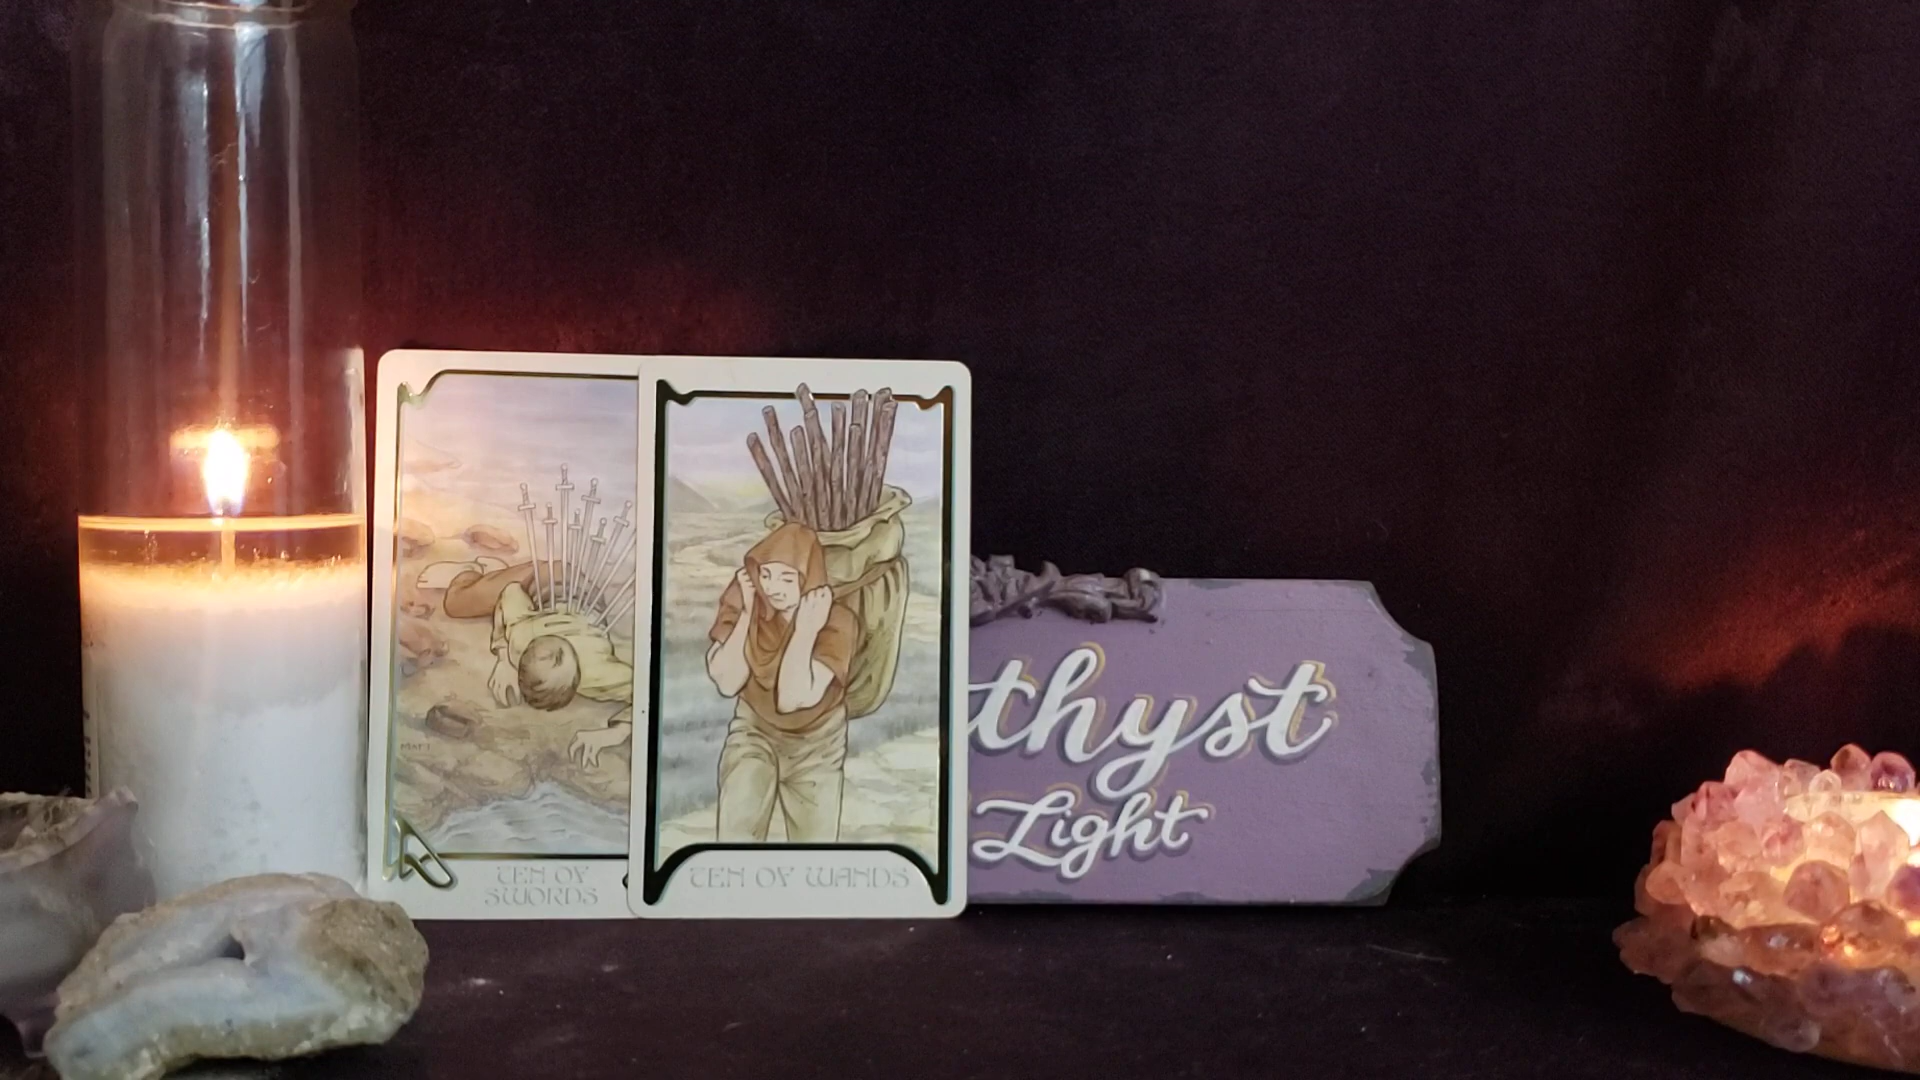 TEN OF
SWORDS
TEN OF WANDS
thyst
Light